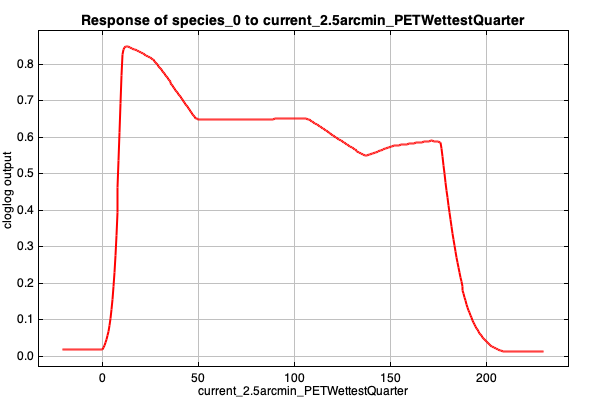 Response of species_0 to current_2.5arcmin_PETWettestQuarter
cloglog output
0.8
0.7
0.6
0.5
0.4
0.3
0.2
0.1
0.0
0 50 100 150 200
current_2.5arcmin_PETWettestQuarter